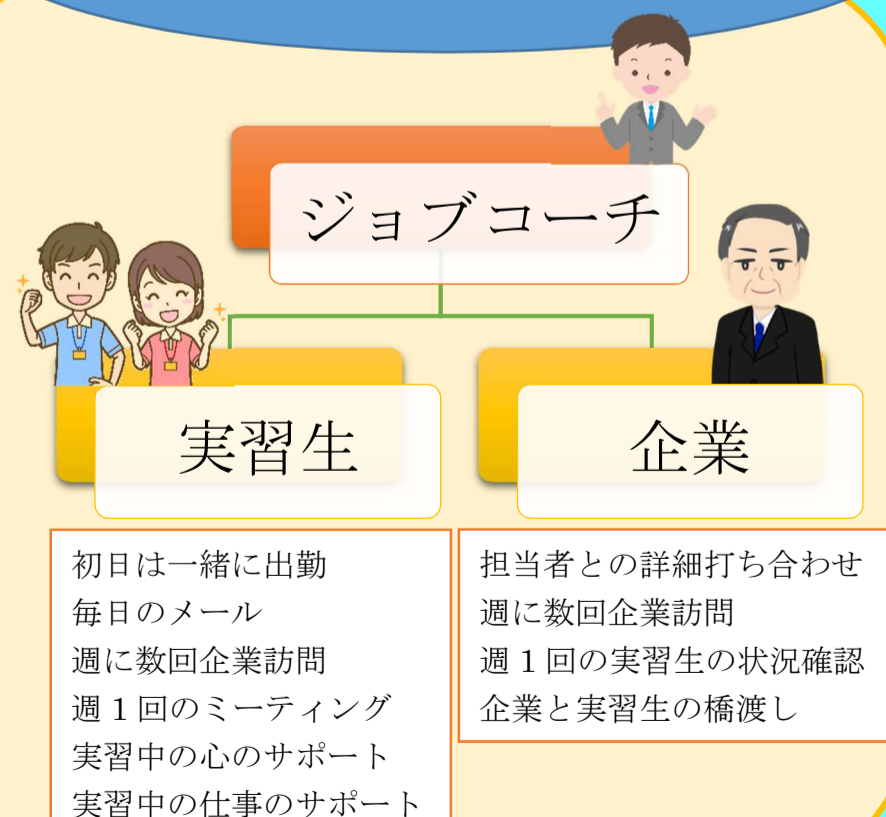 ジョブコーチ
実習生
企業
初日は一緒に出勤
毎日のメール
週に数回企業訪問
週1回のミーティング
実習中の心のサポート
実習中の仕事のサポート
担当者との詳細打ち合わせ
週に数回企業訪問
週1回の実習生の状況確認
企業と実習生の橋渡し